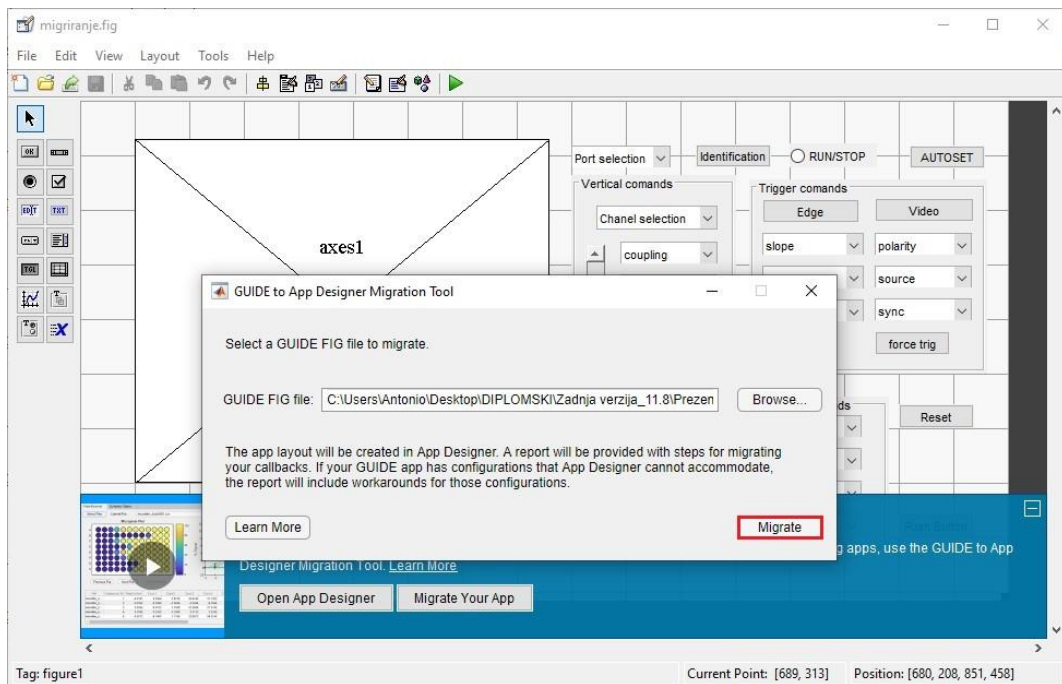 migriranje.fig
File Edit View Layout Tools Help
OK
EDIT TXT
TGL
axes1
Port selection Identification RUN/STOP AUTOSET
Vertical comands
Chanel selection
coupling
Trigger comands
Edge Video
slope polarity
source
sync
force trig
ds
Reset
GUIDE to App Designer Migration Tool
Select a GUIDE FIG file to migrate.
GUIDE FIG file: C:\Users\Antonio\Desktop\DIPLOMSKI\Zadnja verzija_11.8\Prezen Browse...
The app layout will be created in App Designer. A report will be provided with steps for migrating
your callbacks. If your GUIDE app has configurations that App Designer cannot accommodate,
the report will include workarounds for those configurations.
Learn More Migrate
g apps, use the GUIDE to App
Designer Migration Tool. Learn More
Open App Designer Migrate Your App
Tag: figure1 Current Point: [689, 313] Position: [680, 208, 851, 458]